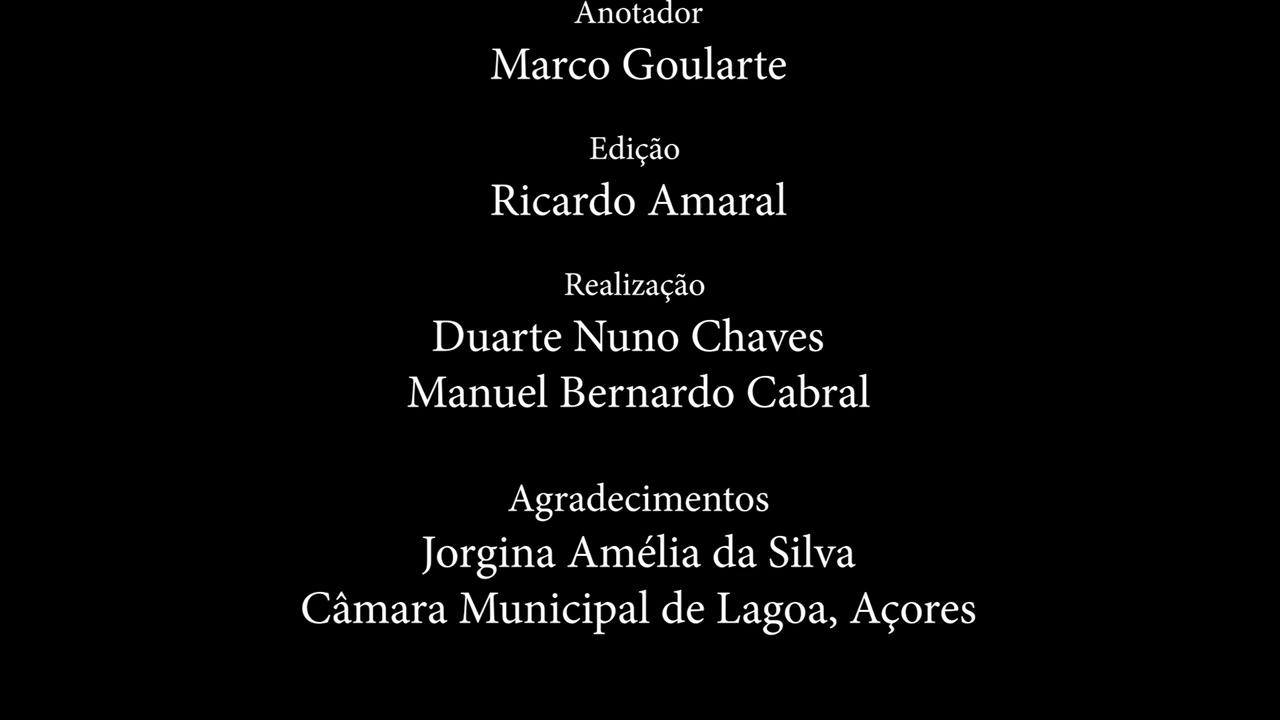 Anotador
Marco Goularte
Edição
Ricardo Amaral
Realização
Duarte Nuno Chaves
Manuel Bernardo Cabral
Agradecimentos
Jorgina Amélia da Silva
Câmara Municipal de Lagoa, Açores